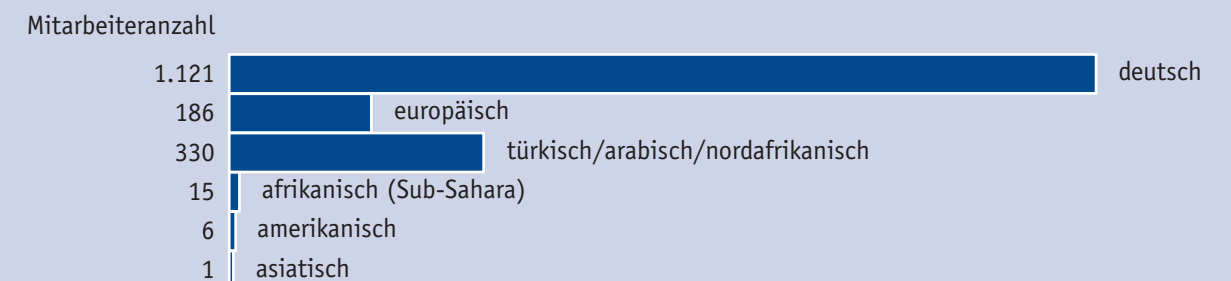 Mitarbeiteranzahl
1.121 deutsch
186 europäisch
330 türkisch/arabisch/nordafrikanisch
15 afrikanisch (Sub-Sahara)
6 amerikanisch
1 asiatisch